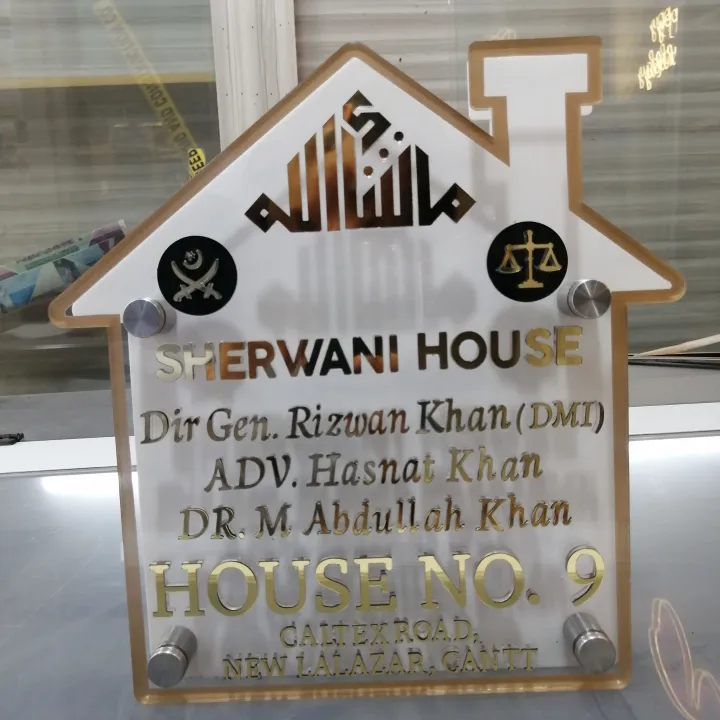 ماشاءالله
SHERWANI HOUSE
Dir Gen. Rizwan Khan (DMI)
ADV. Hasnat Khan
DR. M Abdullah Khan
HOUSE NO. 9
CALTEX ROAD,
NEW LALAZAR, CANTT